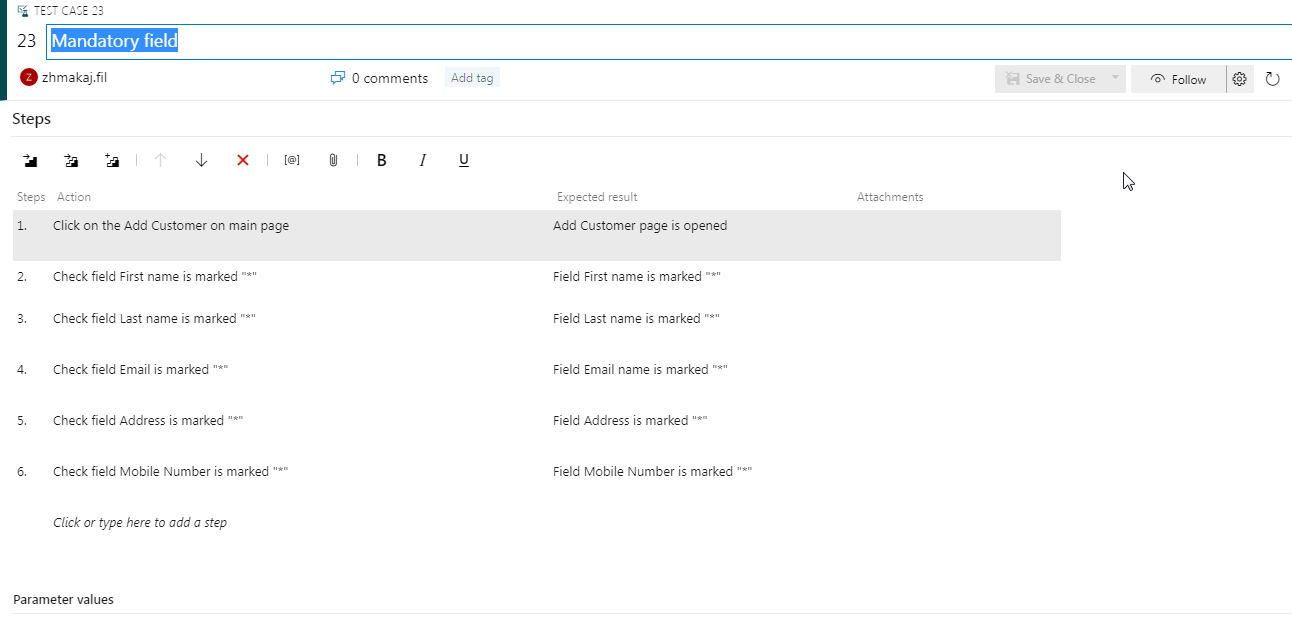 TEST CASE 23
23 Mandatory field
Z zhmakaj.fil 0 comments Add tag Save & Close Follow
Steps
[@] B I U
Steps Action Expected result Attachments
1. Click on the Add Customer on main page Add Customer page is opened
2. Check field First name is marked "*" Field First name is marked "*"
3. Check field Last name is marked "*" Field Last name is marked "*"
4. Check field Email is marked "*" Field Email name is marked "*"
5. Check field Address is marked "*" Field Address is marked "*"
6. Check field Mobile Number is marked "*" Field Mobile Number is marked "*"
Click or type here to add a step
Parameter values